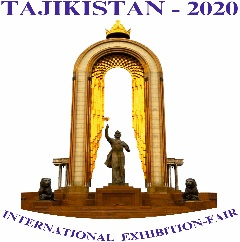 TAJIKISTAN - 2020
INTERNATIONAL EXHIBITION-FAIR